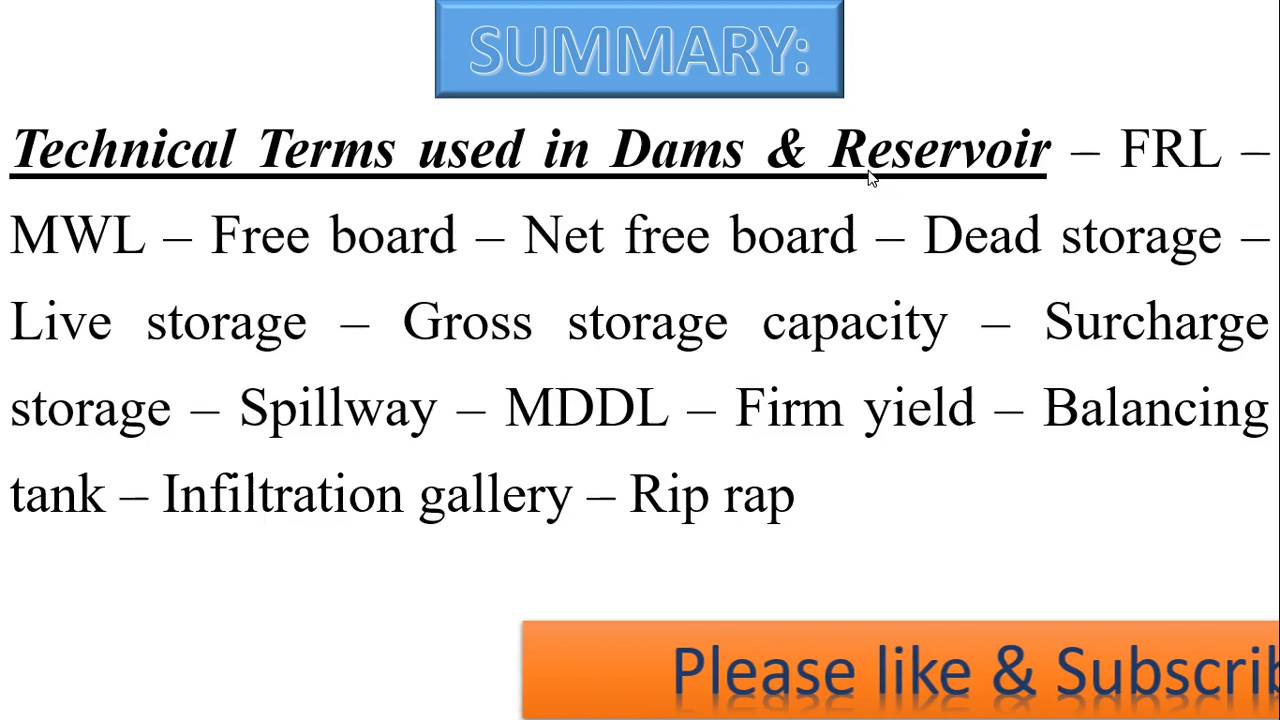 SUMMARY:
Technical Terms used in Dams & Reservoir – FRL –
MWL – Free board – Net free board – Dead storage –
Live storage – Gross storage capacity – Surcharge
storage – Spillway – MDDL – Firm yield – Balancing
tank – Infiltration gallery – Rip rap
Please like & Subscrib